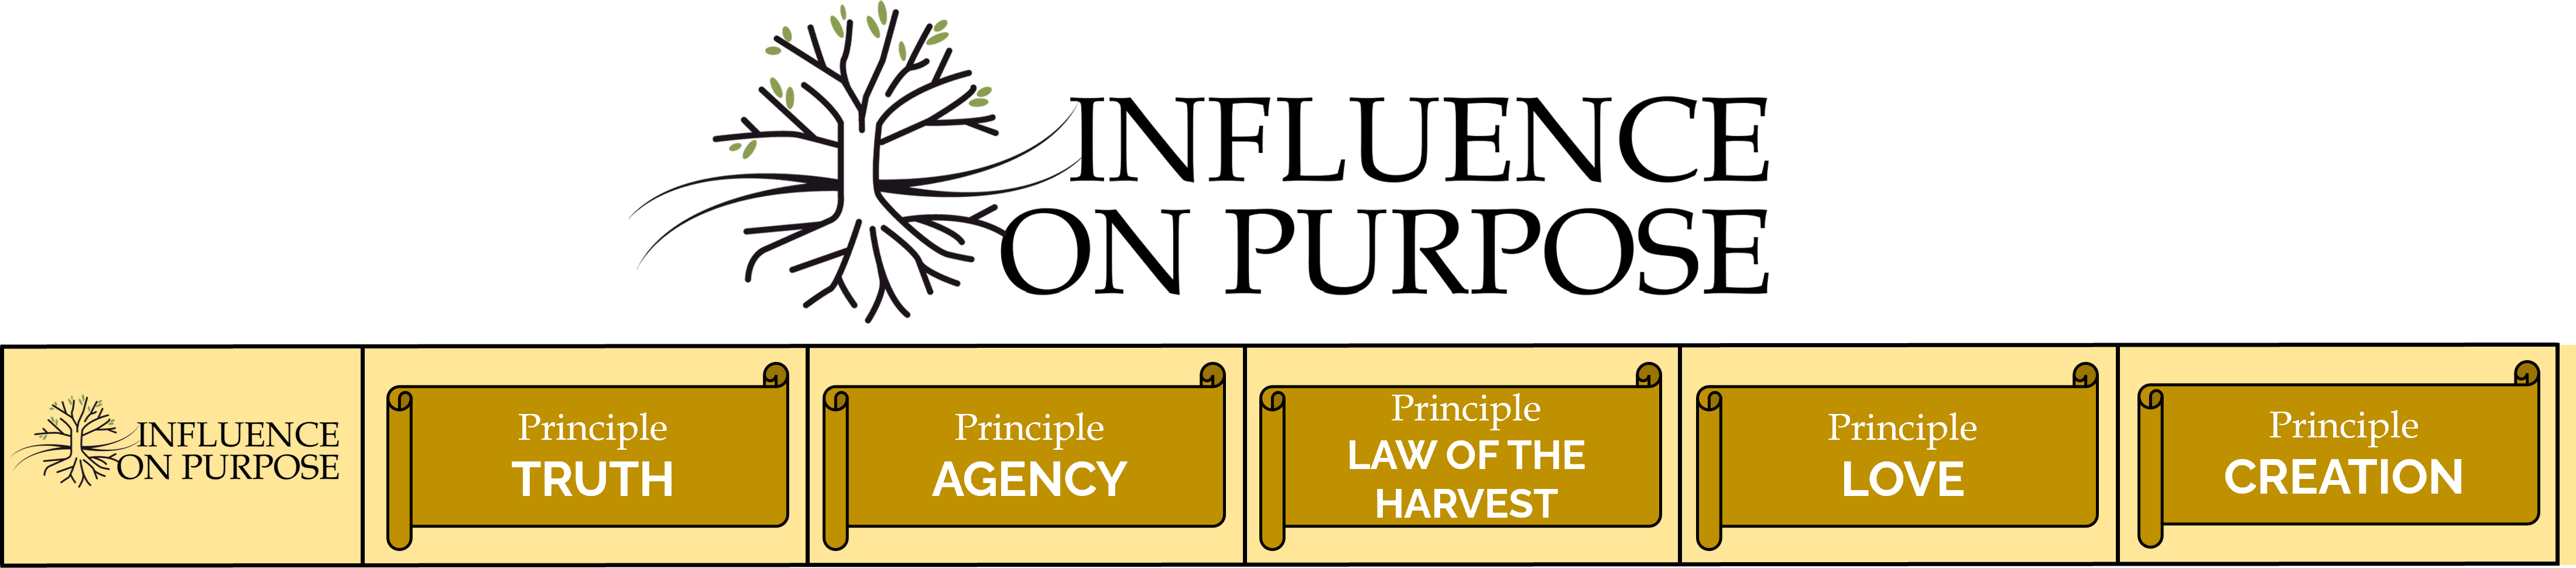 INFLUENCE
ON PURPOSE
INFLUENCE
ON PURPOSE
Principle
TRUTH
Principle
AGENCY
Principle
LAW OF THE
HARVEST
Principle
LOVE
Principle
CREATION